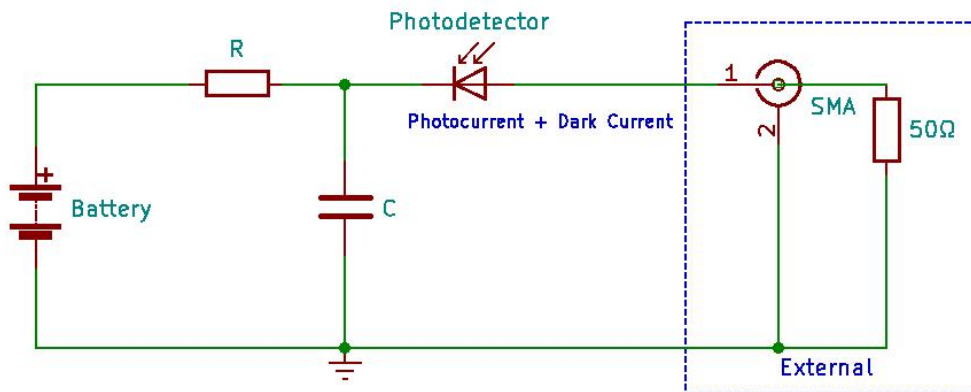 Photodetector
R
1
SMA
50Ω
Photocurrent + Dark Current
2
+
Battery
C
External